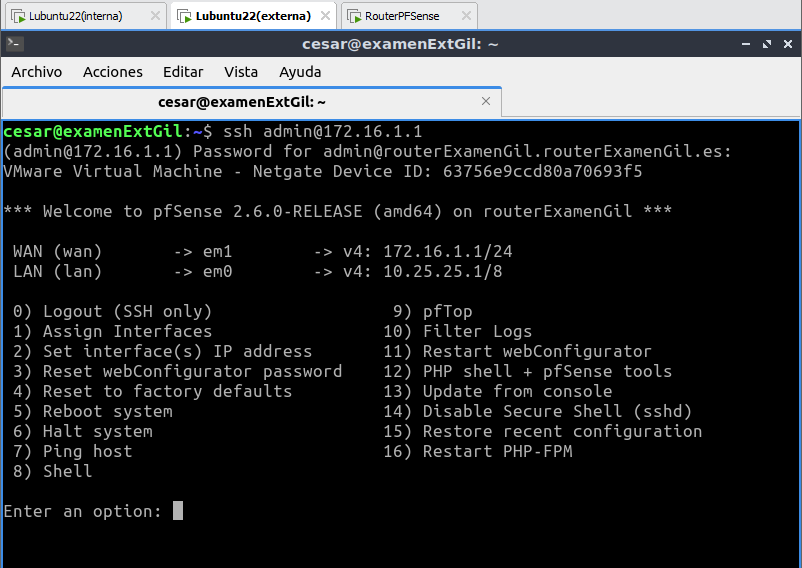 Lubuntu22(interna) Lubuntu22(externa) RouterPFSense
cesar@examenExtGil: ~
Archivo Acciones Editar Vista Ayuda
cesar@examenExtGil: ~
cesar@examenExtGil:~$ ssh admin@172.16.1.1
(admin@172.16.1.1) Password for admin@routerExamenGil.routerExamenGil.es:
VMware Virtual Machine - Netgate Device ID: 63756e9ccd80a70693f5
*** Welcome to pfSense 2.6.0-RELEASE (amd64) on routerExamenGil ***
WAN (wan) -> em1 -> v4: 172.16.1.1/24
LAN (lan) -> em0 -> v4: 10.25.25.1/8
0) Logout (SSH only) 9) pfTop
1) Assign Interfaces 10) Filter Logs
2) Set interface(s) IP address 11) Restart webConfigurator
3) Reset webConfigurator password 12) PHP shell + pfSense tools
4) Reset to factory defaults 13) Update from console
5) Reboot system 14) Disable Secure Shell (sshd)
6) Halt system 15) Restore recent configuration
7) Ping host 16) Restart PHP-FPM
8) Shell
Enter an option: